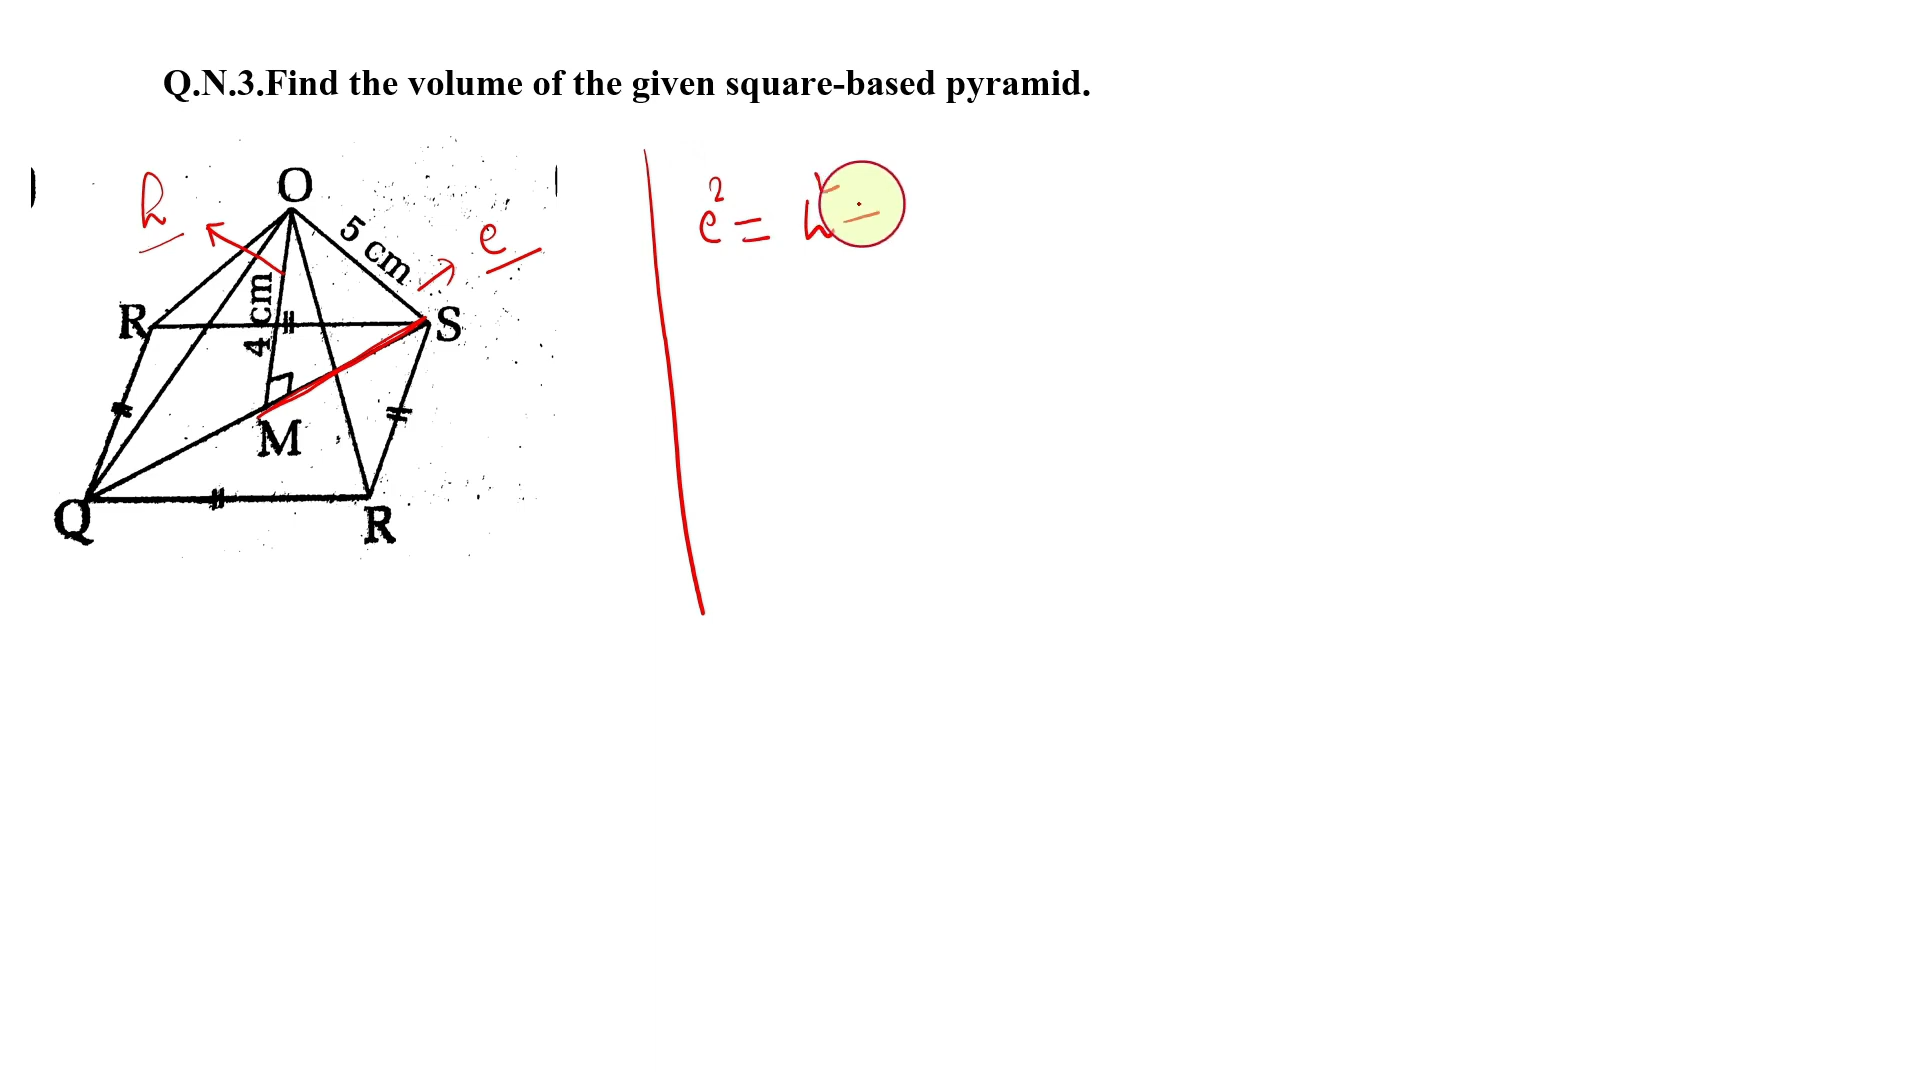 Q.N.3.Find the volume of the given square-based pyramid.
h
O
5 cm
e
R
4 cm
S
M
Q
R
e² = h